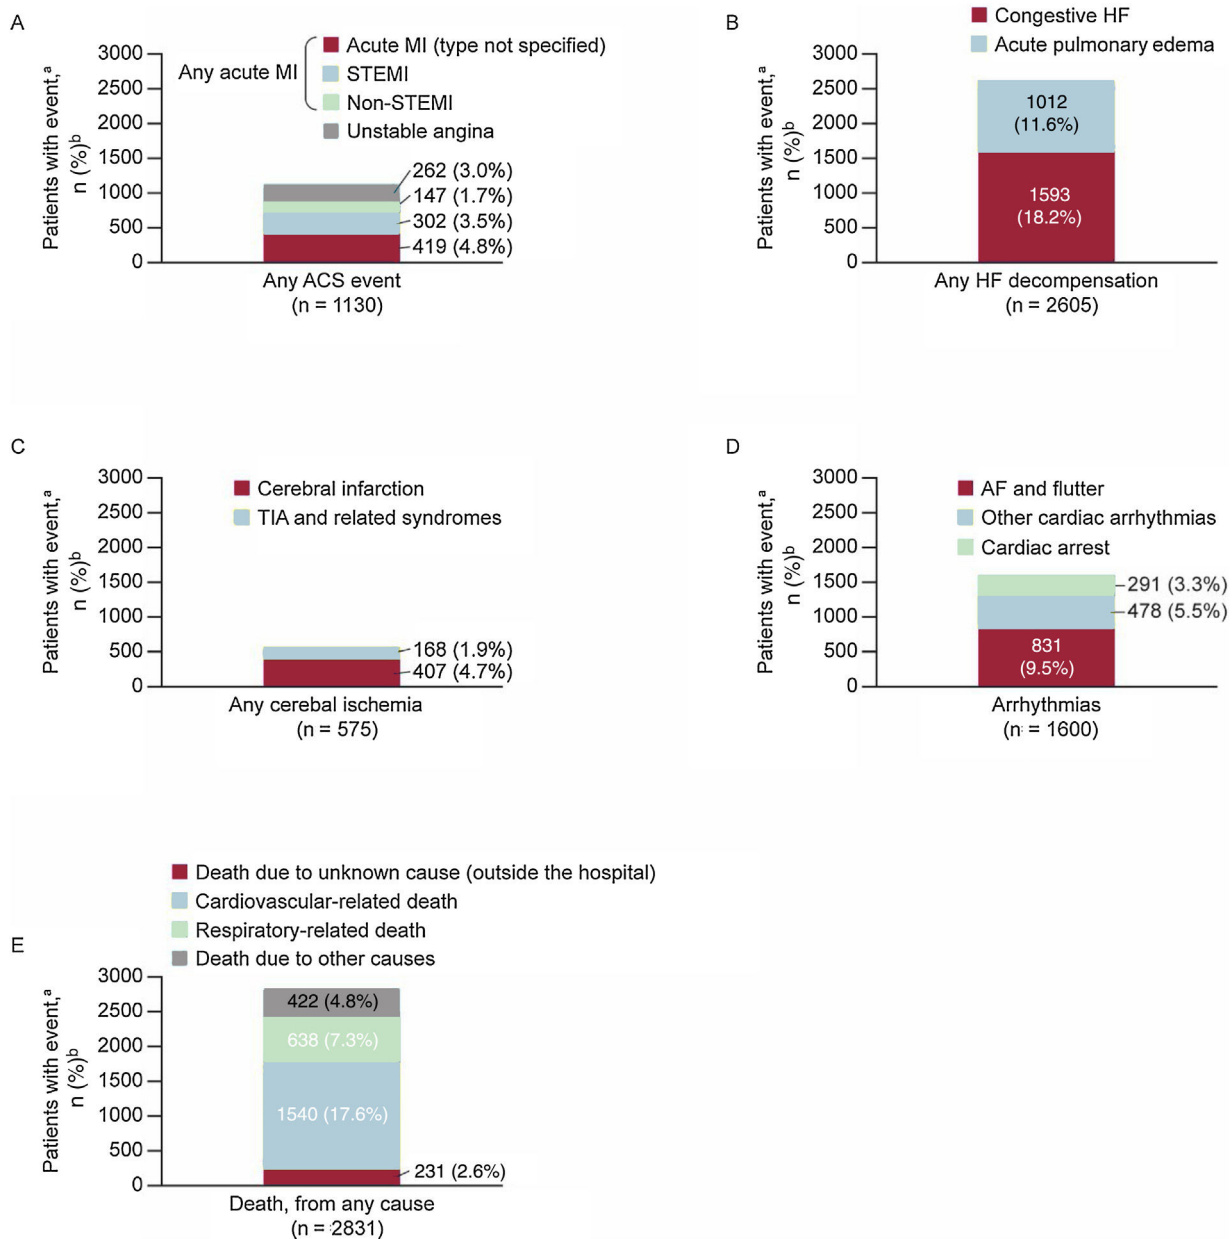 A
Any acute MI
Acute MI (type not specified)
STEMI
Non-STEMI
Unstable angina
Patients with event,ᵃ
n (%)ᵇ
3000
2500
2000
1500
1000
500
0
262 (3.0%)
147 (1.7%)
302 (3.5%)
419 (4.8%)
Any ACS event
(n = 1130)
B
Congestive HF
Acute pulmonary edema
Patients with event,ᵃ
n (%)ᵇ
3000
2500
2000
1500
1000
500
0
1012
(11.6%)
1593
(18.2%)
Any HF decompensation
(n = 2605)
C
Cerebral infarction
TIA and related syndromes
Patients with event,ᵃ
n (%)ᵇ
3000
2500
2000
1500
1000
500
0
168 (1.9%)
407 (4.7%)
Any cerebal ischemia
(n = 575)
D
AF and flutter
Other cardiac arrhythmias
Cardiac arrest
Patients with event,ᵃ
n (%)ᵇ
3000
2500
2000
1500
1000
500
0
291 (3.3%)
478 (5.5%)
831
(9.5%)
Arrhythmias
(n = 1600)
E
Death due to unknown cause (outside the hospital)
Cardiovascular-related death
Respiratory-related death
Death due to other causes
Patients with event,ᵃ
n (%)ᵇ
3000
2500
2000
1500
1000
500
0
422 (4.8%)
638 (7.3%)
1540 (17.6%)
231 (2.6%)
Death, from any cause
(n = 2831)